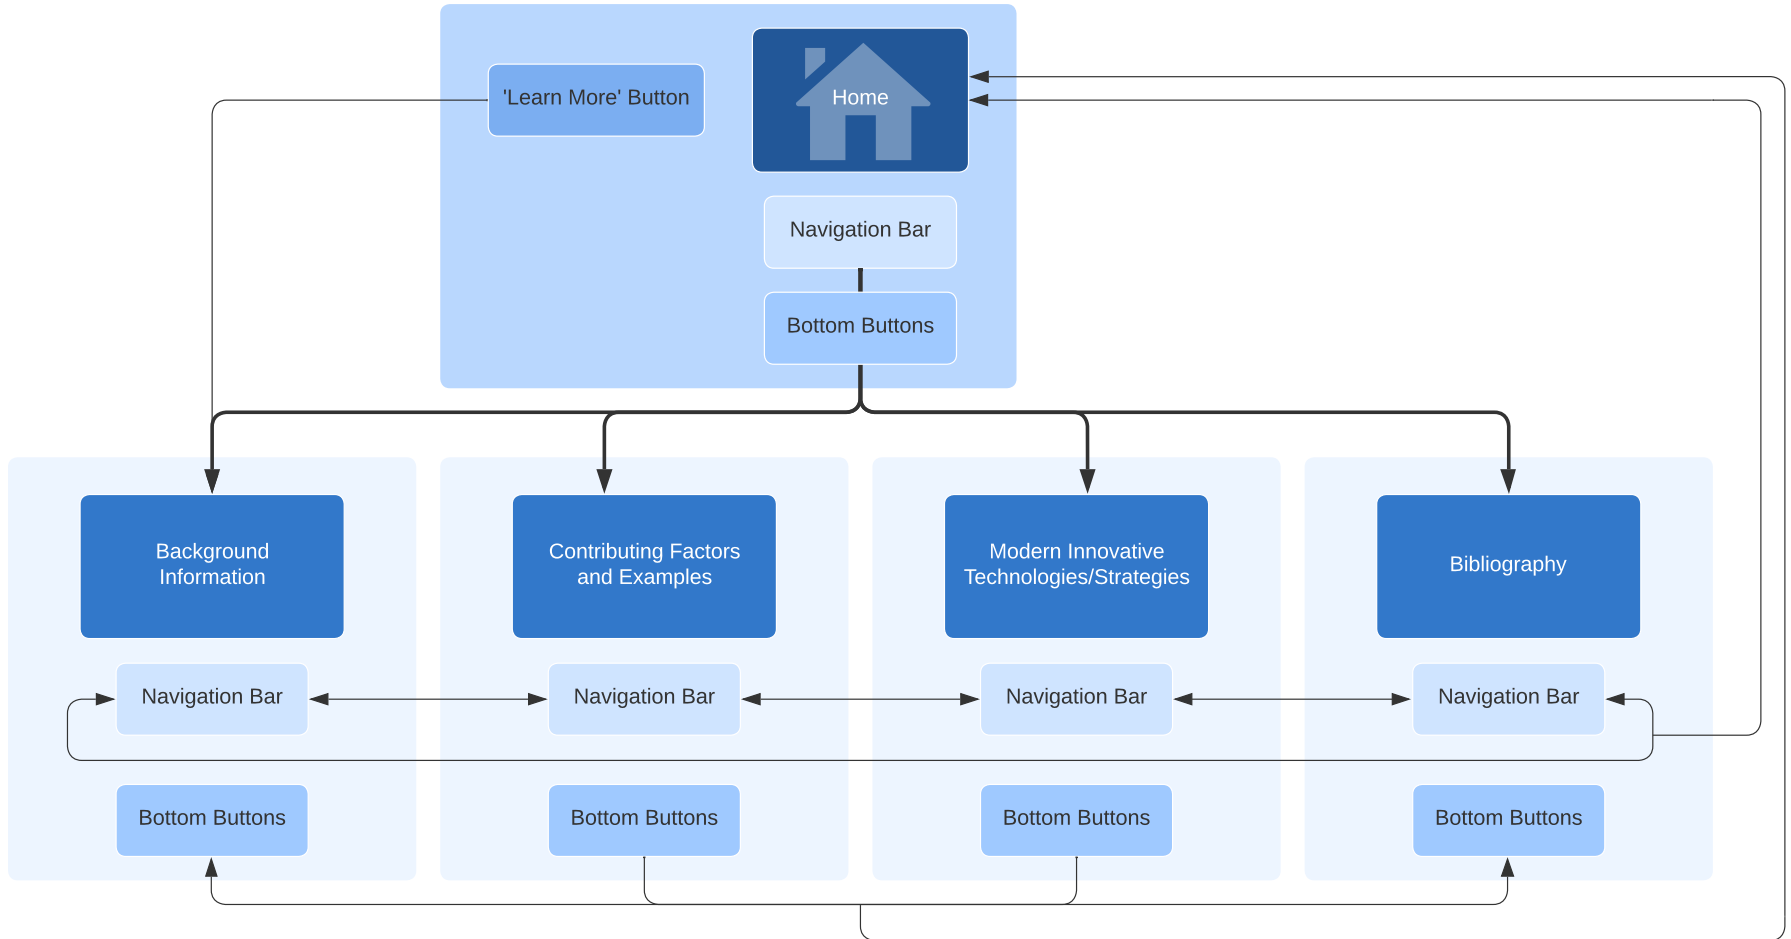 'Learn More' Button
Home
Navigation Bar
Bottom Buttons
Background
Information
Contributing Factors
and Examples
Modern Innovative
Technologies/Strategies
Bibliography
Navigation Bar
Navigation Bar
Navigation Bar
Navigation Bar
Bottom Buttons
Bottom Buttons
Bottom Buttons
Bottom Buttons